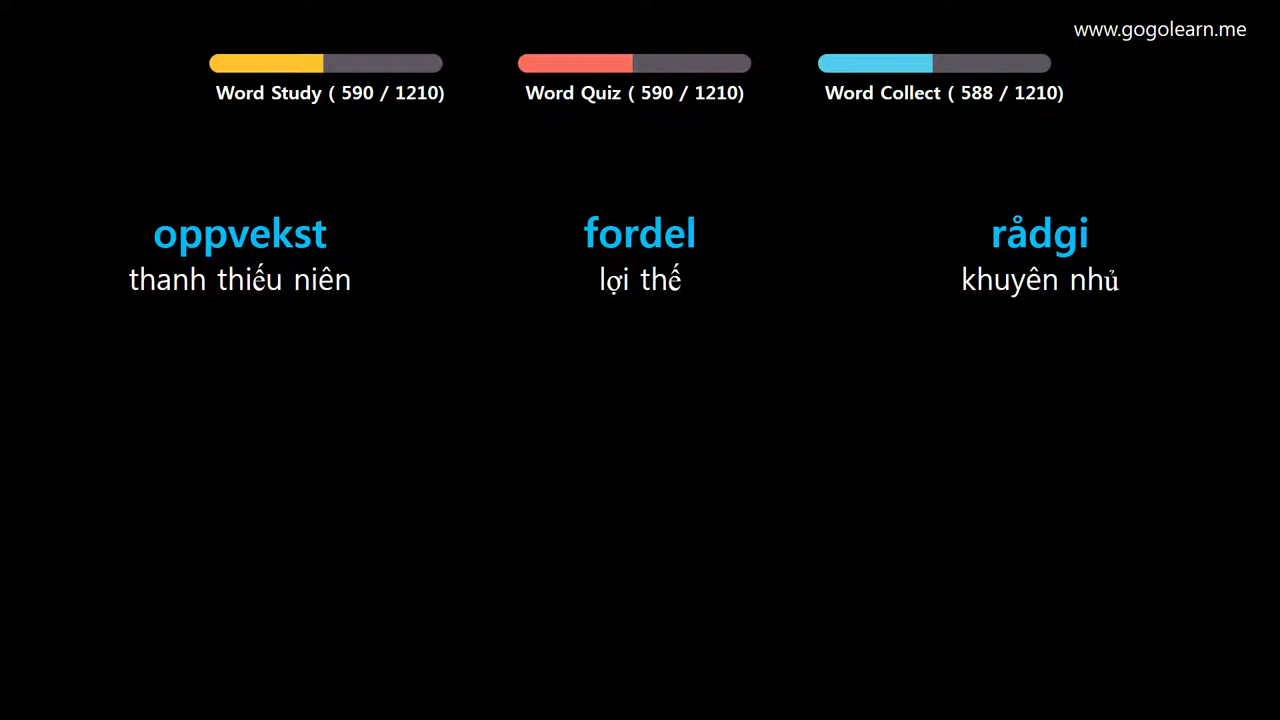 www.gogolearn.me
Word Study ( 590 / 1210)
Word Quiz ( 590 / 1210)
Word Collect ( 588 / 1210)
oppvekst
thanh thiếu niên
fordel
lợi thế
rådgi
khuyên nhủ